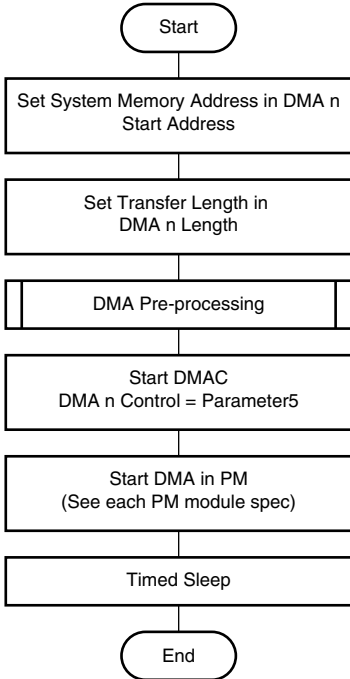 Start
Set System Memory Address in DMA n
Start Address
Set Transfer Length in
DMA n Length
DMA Pre-processing
Start DMAC
DMA n Control = Parameter5
Start DMA in PM
(See each PM module spec)
Timed Sleep
End